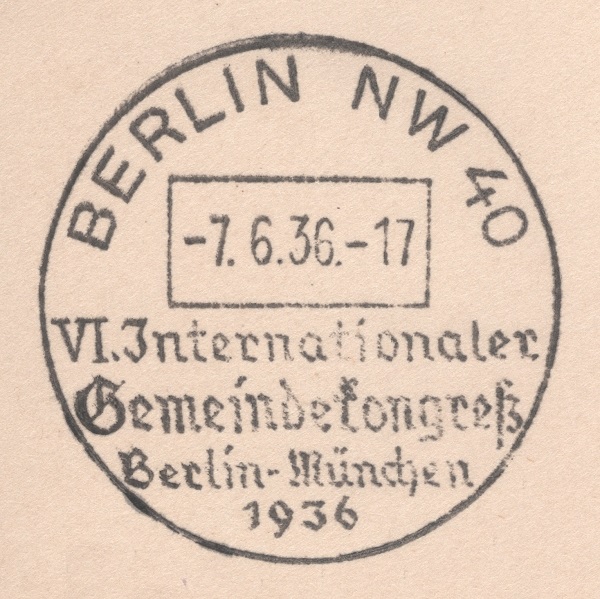 BERLIN NW 40
-7. 6.36.-17
VI. Internationaler
Gemeindekongreß
Berlin-München
1936